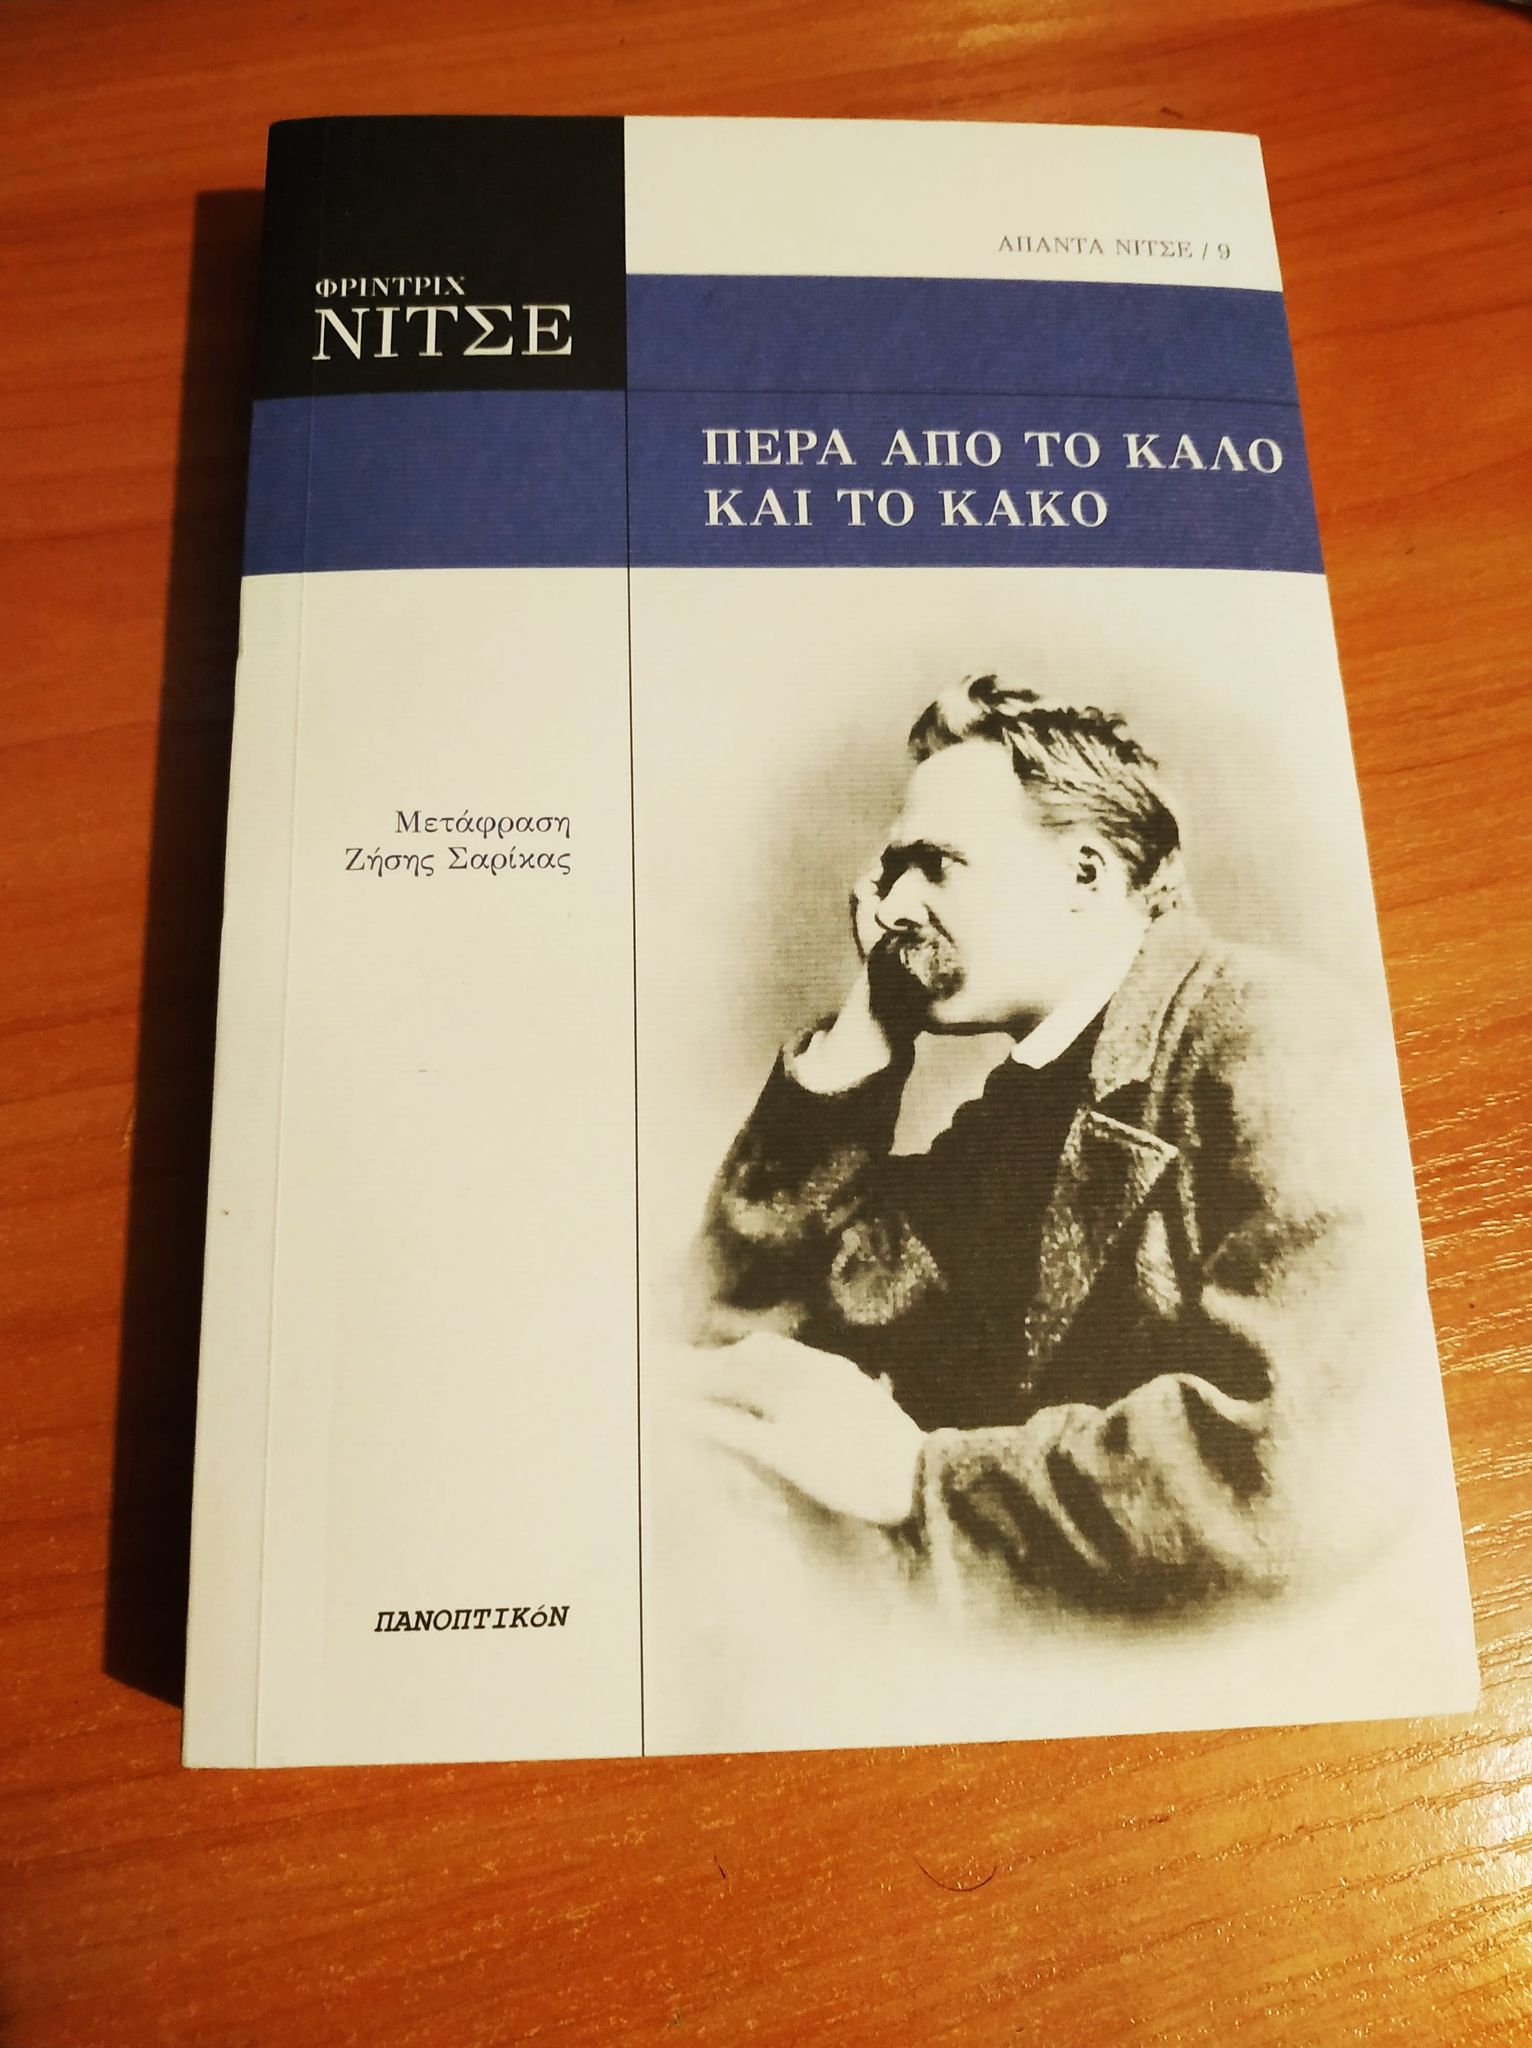 ΑΠΑΝΤΑ ΝΙΤΣΕ / 9
ΦΡΙΝΤΡΙΧ
ΝΙΤΣΕ
ΠΕΡΑ ΑΠΟ ΤΟ ΚΑΛΟ
ΚΑΙ ΤΟ ΚΑΚΟ
Μετάφραση
Ζήσης Σαρίκας
ΠΑΝΟΠΤΙΚόΝ